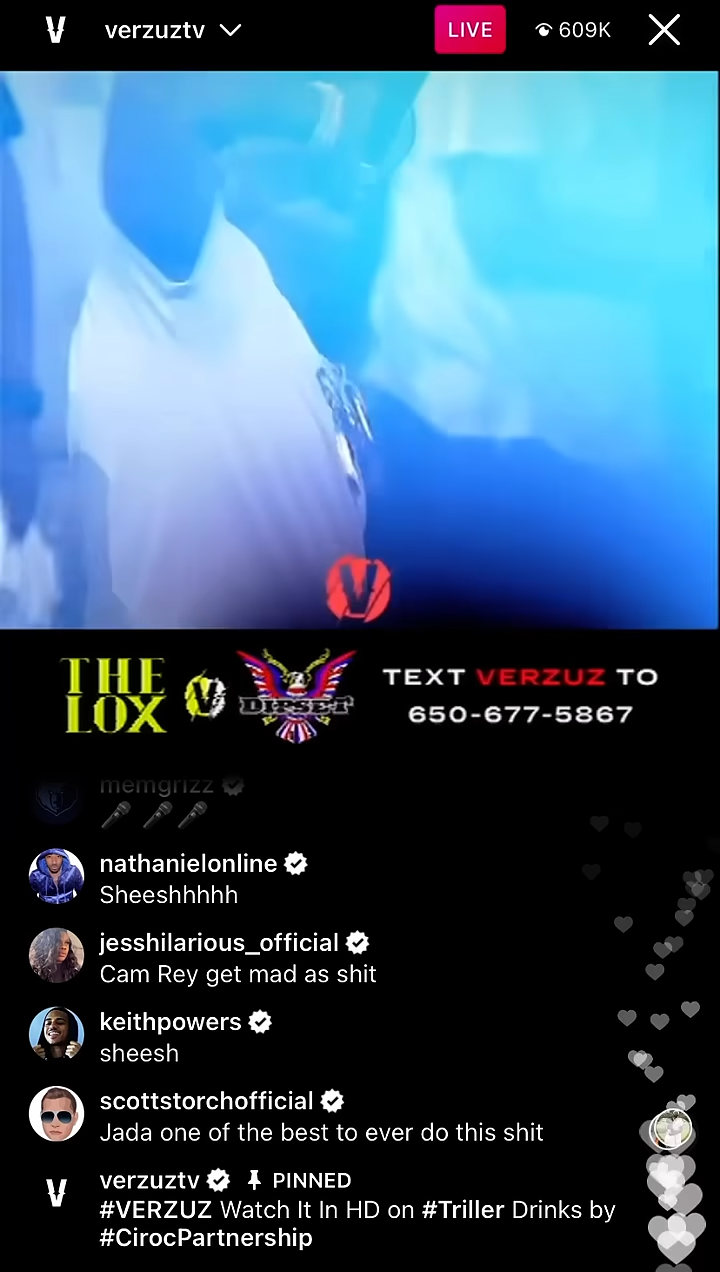 verzuztv
LIVE
609K
THE
LOX
V
DIPSET
TEXT VERZUZ TO
650-677-5867
memgrizz
nathanielonline
Sheeshhhhh
jesshilarious_official
Cam Rey get mad as shit
keithpowers
sheesh
scottstorchofficial
Jada one of the best to ever do this shit
verzuztv PINNED
#VERZUZ Watch It In HD on #Triller Drinks by
#CirocPartnership